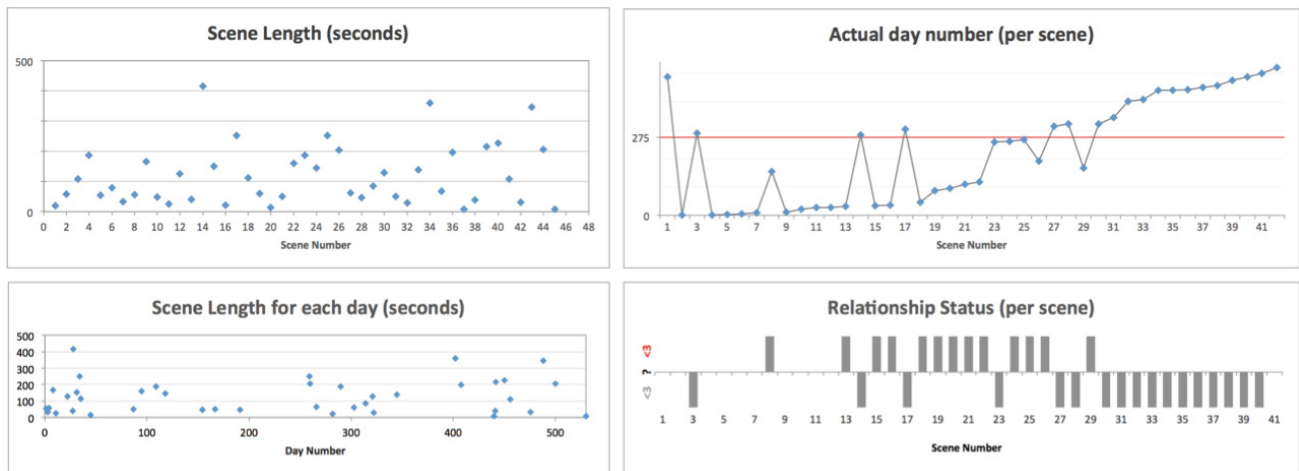 Scene Length (seconds)
500
0
0 2 4 6 8 10 12 14 16 18 20 22 24 26 28 30 32 34 36 38 40 42 44 46 48
Scene Number
Actual day number (per scene)
275
0
1 3 5 7 9 11 13 15 17 19 21 23 25 27 29 31 33 35 37 39 41
Scene Number
Scene Length for each day (seconds)
500
400
300
200
100
0
0 100 200 300 400 500
Day Number
Relationship Status (per scene)
<3
?
</3
1 3 5 7 9 11 13 15 17 19 21 23 25 27 29 31 33 35 37 39 41
Scene Number